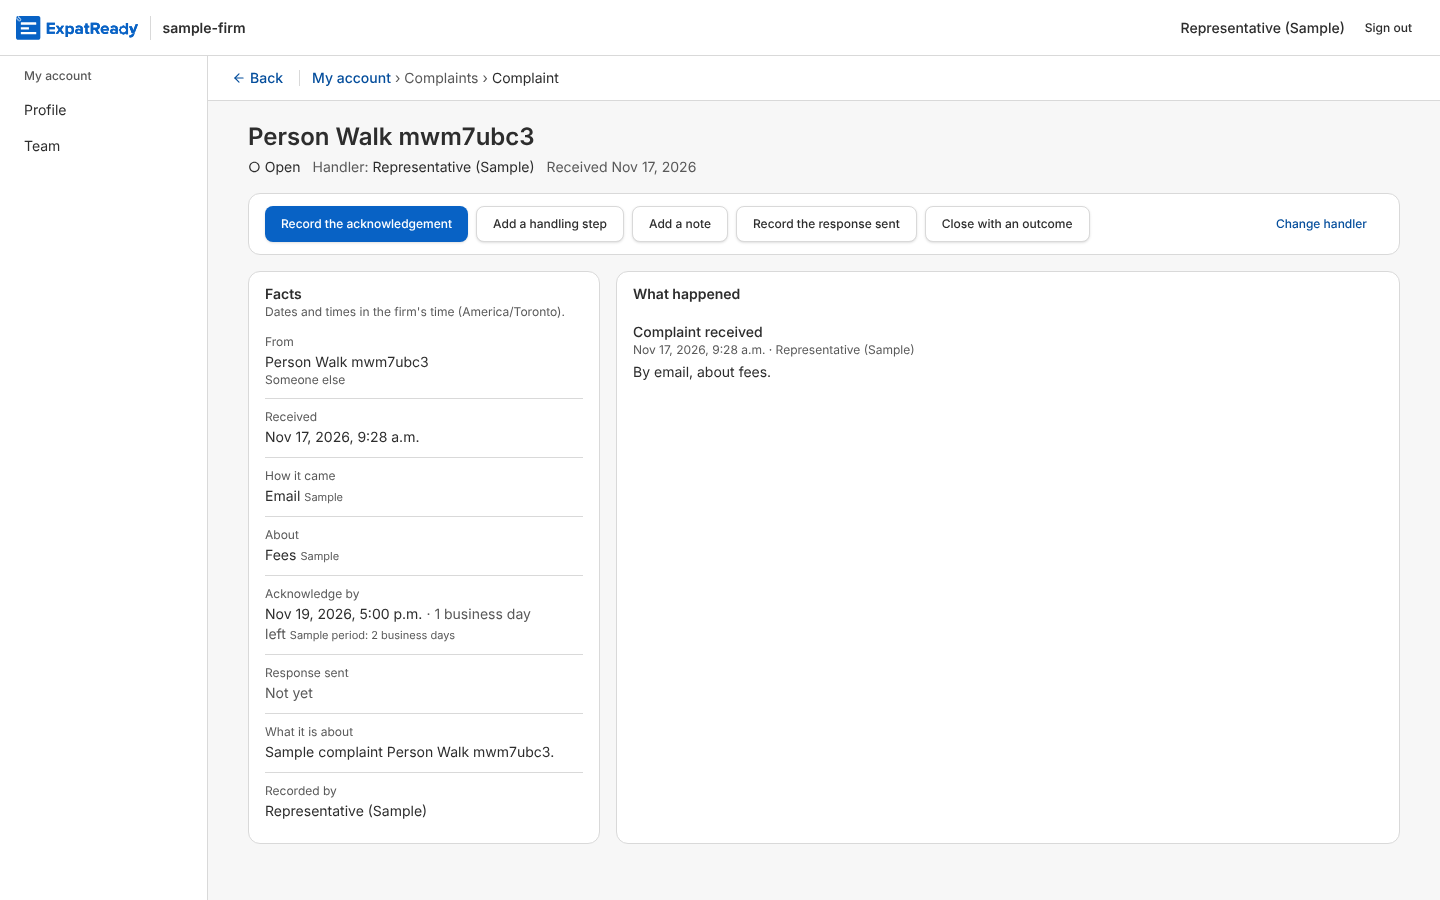 ExpatReady
sample-firm
Representative (Sample)
Sign out
My account
Profile
Team
← Back
My account › Complaints › Complaint
Person Walk mwm7ubc3
Open Handler: Representative (Sample) Received Nov 17, 2026
Record the acknowledgement
Add a handling step
Add a note
Record the response sent
Close with an outcome
Change handler
Facts
Dates and times in the firm's time (America/Toronto).
From
Person Walk mwm7ubc3
Someone else
Received
Nov 17, 2026, 9:28 a.m.
How it came
Email Sample
About
Fees Sample
Acknowledge by
Nov 19, 2026, 5:00 p.m. · 1 business day
left Sample period: 2 business days
Response sent
Not yet
What it is about
Sample complaint Person Walk mwm7ubc3.
Recorded by
Representative (Sample)
What happened
Complaint received
Nov 17, 2026, 9:28 a.m. · Representative (Sample)
By email, about fees.